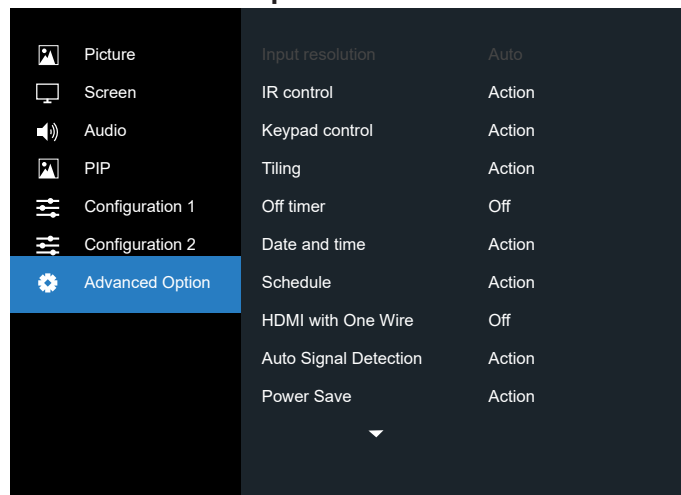 Picture
Screen
Audio
PIP
Configuration 1
Configuration 2
Advanced Option
Input resolution Auto
IR control Action
Keypad control Action
Tiling Action
Off timer Off
Date and time Action
Schedule Action
HDMI with One Wire Off
Auto Signal Detection Action
Power Save Action